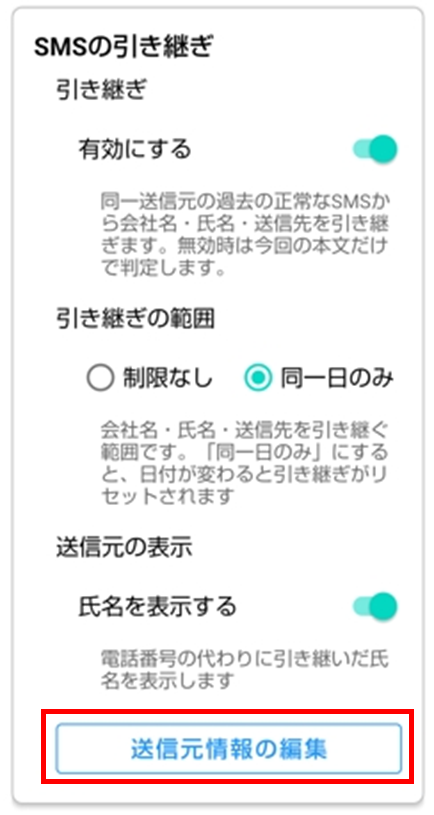 SMSの引き継ぎ
引き継ぎ
有効にする
同一送信元の過去の正常なSMSか
ら会社名・氏名・送信先を引き継
ぎます。無効時は今回の本文だけ
で判定します。
引き継ぎの範囲
制限なし 同一日のみ
会社名・氏名・送信先を引き継ぐ
範囲です。「同一日のみ」にする
と、日付が変わると引き継ぎがリ
セットされます
送信元の表示
氏名を表示する
電話番号の代わりに引き継いだ氏
名を表示します
送信元情報の編集